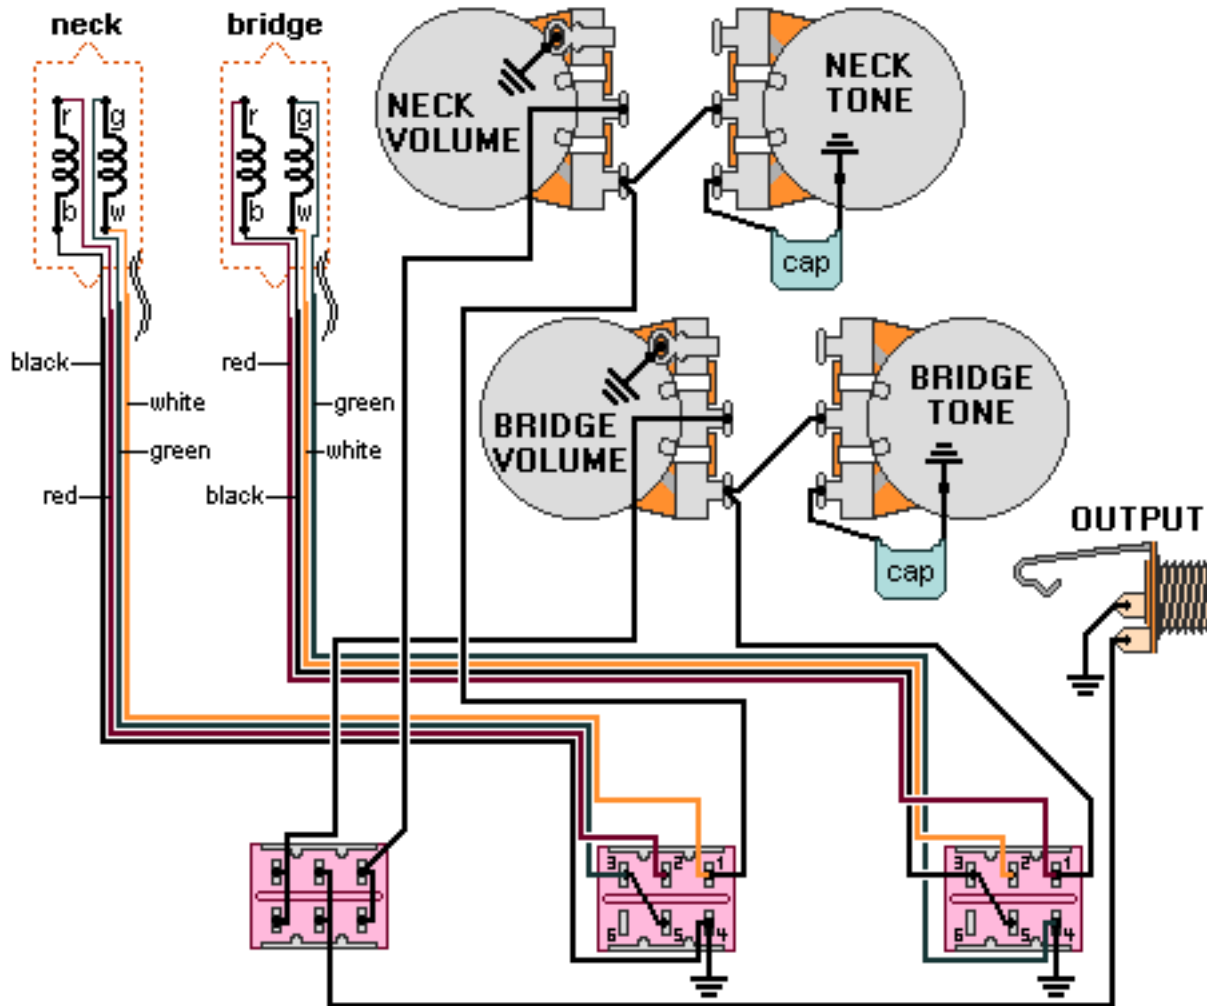 neck
bridge
r
g
b
w
r
g
b
w
NECK
VOLUME
NECK
TONE
cap
black
white
green
red
red
green
white
black
BRIDGE
VOLUME
BRIDGE
TONE
cap
OUTPUT
3 2 1
6 5 4
3 2 1
6 5 4